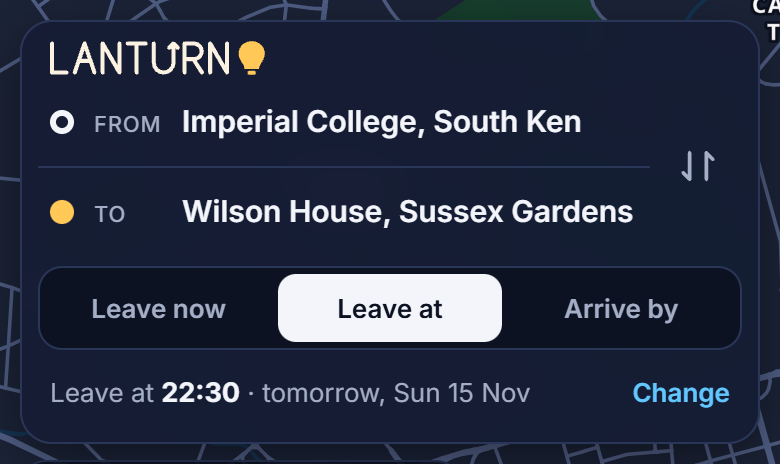 LANTURN
FROM Imperial College, South Ken
TO Wilson House, Sussex Gardens
Leave now Leave at Arrive by
Leave at 22:30 · tomorrow, Sun 15 Nov Change
CA
T